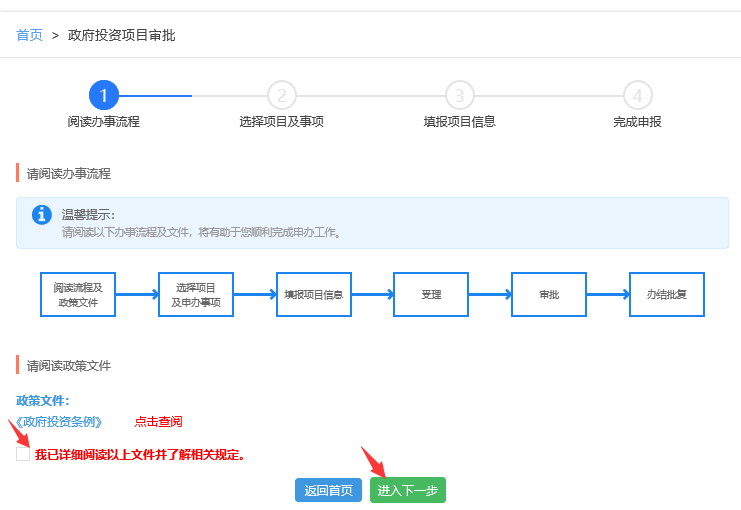 首页 > 政府投资项目审批
1 2 3 4
阅读办事流程 选择项目及事项 填报项目信息 完成申报
请阅读办事流程
温馨提示:
请阅读以下办事流程及文件，将有助于您顺利完成申办工作。
阅读流程及
政策文件
选择项目
及申办事项
填报项目信息
受理
审批
办结批复
请阅读政策文件
政策文件:
《政府投资条例》 点击查阅
我已详细阅读以上文件并了解相关规定。
返回首页 进入下一步